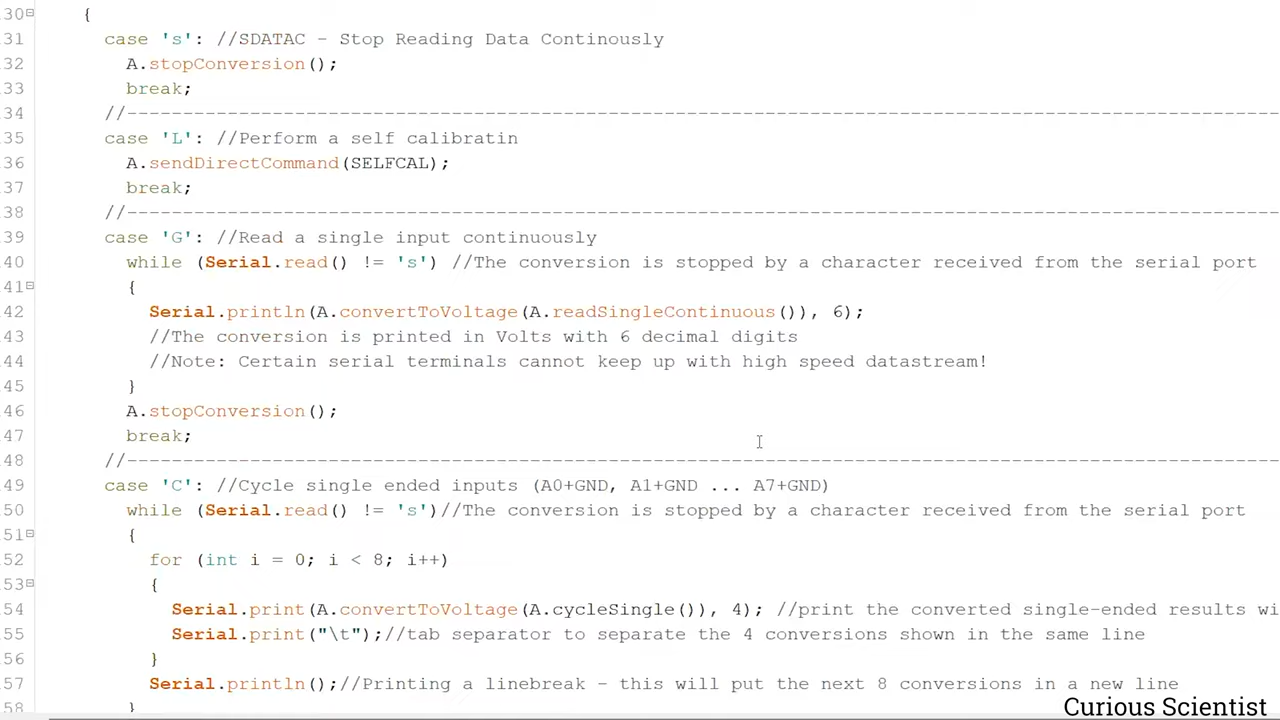 30 {
31 case 's': //SDATAC - Stop Reading Data Continously
32 A.stopConversion();
33 break;
34 //--------------------------------------------------------------------------------------------------------
35 case 'L': //Perform a self calibratin
36 A.sendDirectCommand(SELFCAL);
37 break;
38 //--------------------------------------------------------------------------------------------------------
39 case 'G': //Read a single input continuously
40 while (Serial.read() != 's') //The conversion is stopped by a character received from the serial port
41 {
42 Serial.println(A.convertToVoltage(A.readSingleContinuous()), 6);
43 //The conversion is printed in Volts with 6 decimal digits
44 //Note: Certain serial terminals cannot keep up with high speed datastream!
45 }
46 A.stopConversion();
47 break;
48 //--------------------------------------------------------------------------------------------------------
49 case 'C': //Cycle single ended inputs (A0+GND, A1+GND ... A7+GND)
50 while (Serial.read() != 's')//The conversion is stopped by a character received from the serial port
51 {
52 for (int i = 0; i < 8; i++)
53 {
54 Serial.print(A.convertToVoltage(A.cycleSingle()), 4); //print the converted single-ended results wi
55 Serial.print("\t");//tab separator to separate the 4 conversions shown in the same line
56 }
57 Serial.println();//Printing a linebreak - this will put the next 8 conversions in a new line
58 }
Curious Scientist